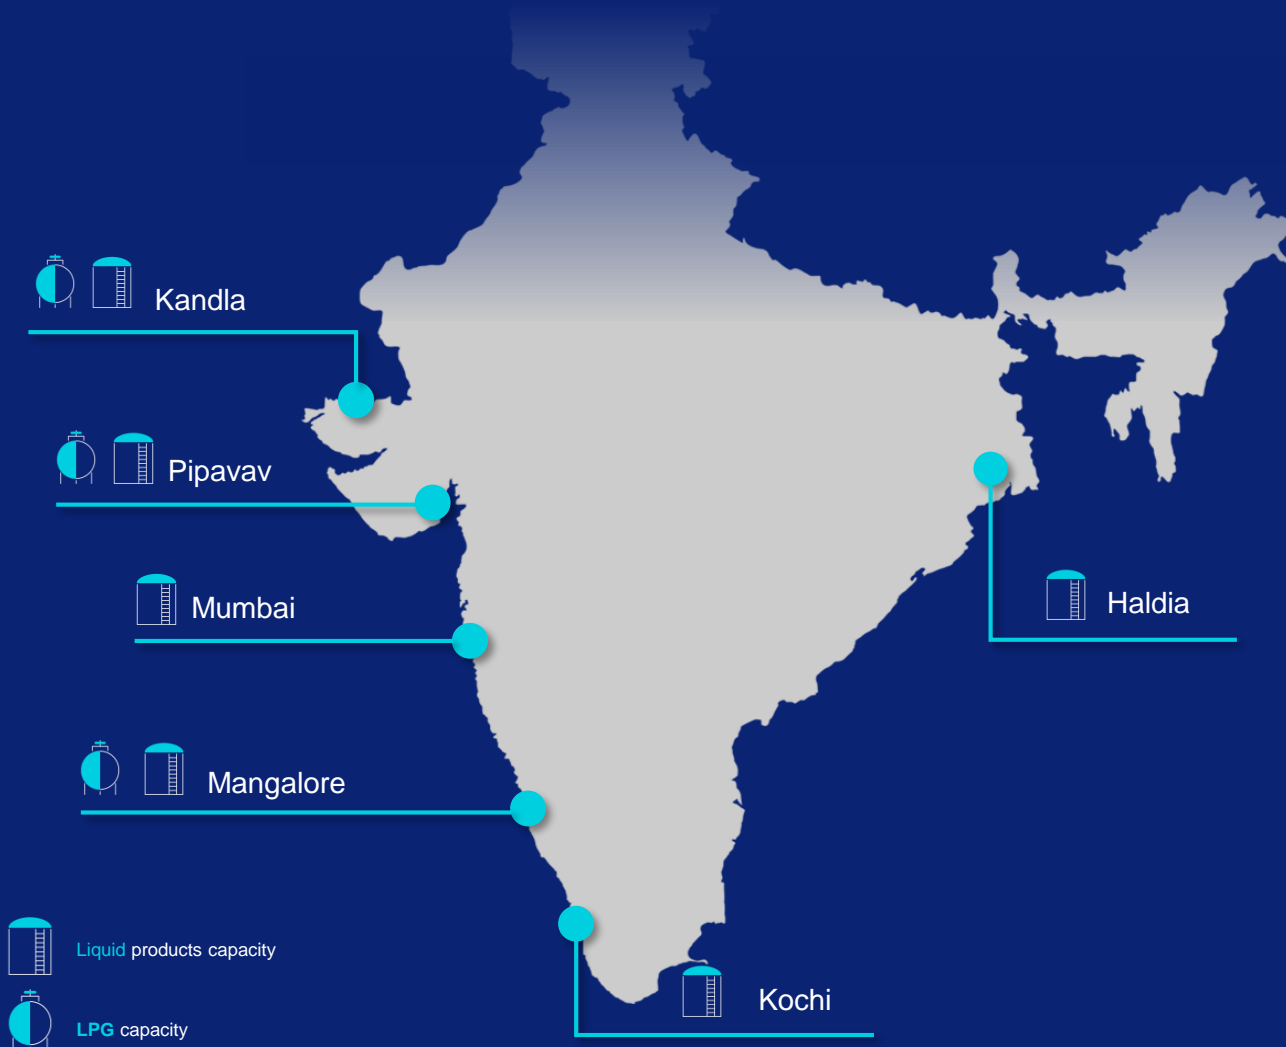 Kandla
Pipavav
Mumbai
Haldia
Mangalore
Liquid products capacity
Kochi
LPG capacity